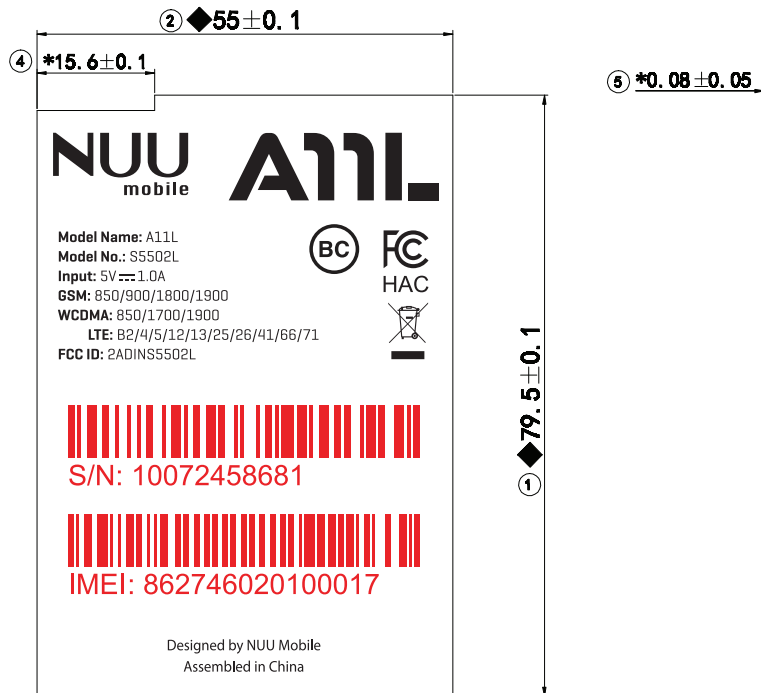 ② ◆55±0.1
④ *15.6±0.1
⑤ *0.08±0.05
NUU
mobile
A11L
Model Name: A11L
Model No.: S5502L
Input: 5V⎓1.0A
GSM: 850/900/1800/1900
WCDMA: 850/1700/1900
LTE: B2/4/5/12/13/25/26/41/66/71
FCC ID: 2ADINS5502L
BC
FC
HAC
① ◆79.5±0.1
S/N: 10072458681
IMEI: 862746020100017
Designed by NUU Mobile
Assembled in China